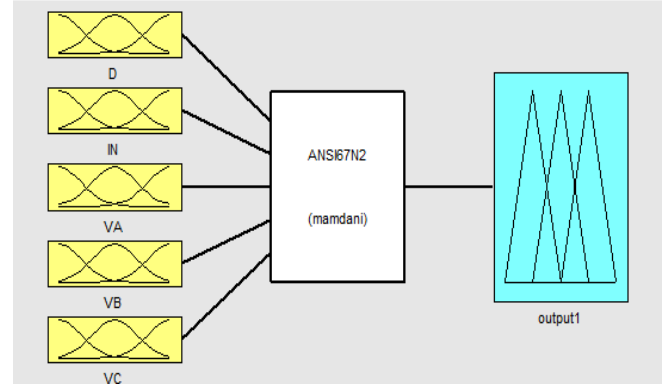 D
IN
VA
VB
VC
ANSI67N2
(mamdani)
output1